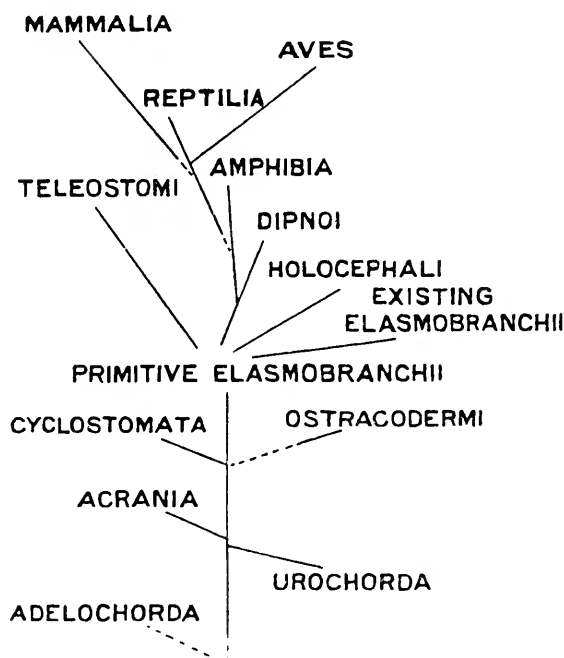 MAMMALIA
AVES
REPTILIA
AMPHIBIA
TELEOSTOMI
DIPNOI
HOLOCEPHALI
EXISTING
ELASMOBRANCHII
PRIMITIVE ELASMOBRANCHII
CYCLOSTOMATA
OSTRACODERMI
ACRANIA
UROCHORDA
ADELOCHORDA